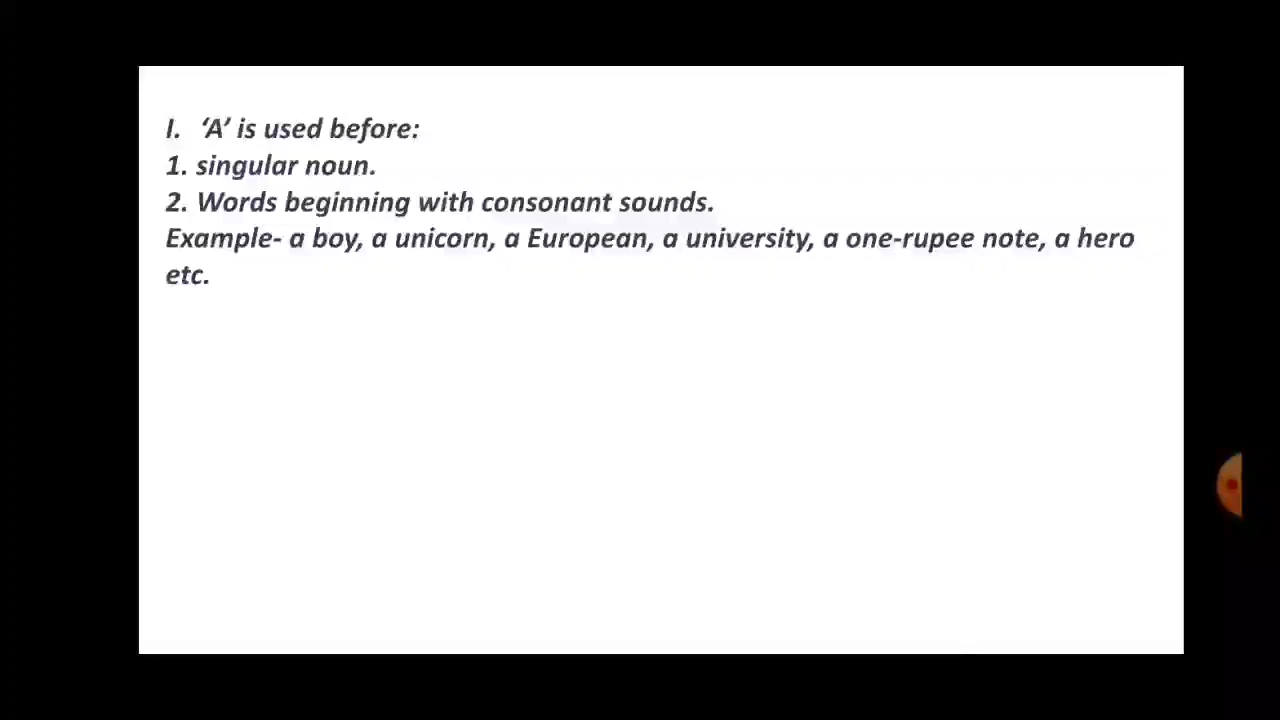 I. ‘A’ is used before:
1. singular noun.
2. Words beginning with consonant sounds.
Example- a boy, a unicorn, a European, a university, a one-rupee note, a hero
etc.